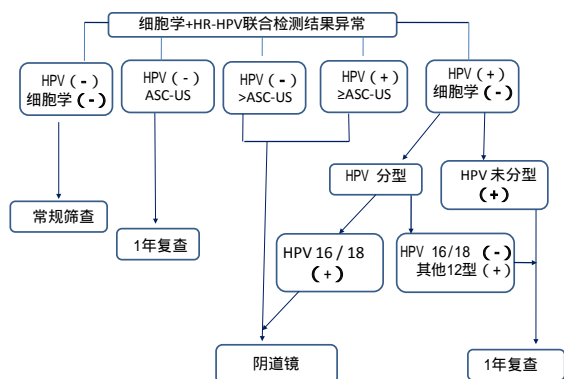 细胞学+HR-HPV联合检测结果异常
HPV（-）
细胞学(-)
HPV（-）
ASC-US
HPV（-）
>ASC-US
HPV（+）
≥ASC-US
HPV（+）
细胞学(-)
HPV 分型
HPV 未分型
(+)
常规筛查
1年复查
HPV 16 / 18
(+)
HPV 16/18 (-)
其他12型（+）
阴道镜
1年复查